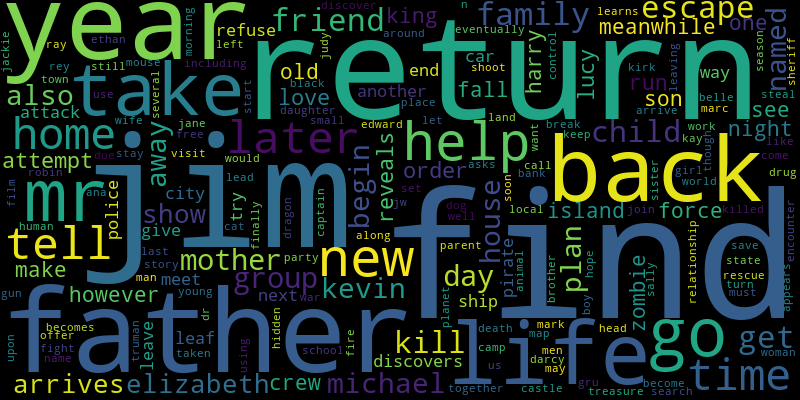 year
return
jim
find
father
back
life
take
mr
help
new
go
tell
home
later
kill
time
friend
family
escape
meanwhile
named
king
refuse
harry
lucy
old
love
end
car
fall
son
run
way
see
one
night
child
also
attack
attempt
away
begin
reveals
order
house
island
force
plan
zombie
pirate
day
ship
mother
group
kevin
show
city
try
police
give
make
however
meet
next
leaf
leave
arrives
elizabeth
crew
michael
discovers
get
discover
learns
around
eventually
another
judy
shoot
control
kirk
leaving
season
sheriff
jackie
ray
ethan
rey
town
still
mouse
morning
left
including
several
use
start
black
place
daughter
small
edward
let
land
belle
marc
arrive
steal
wife
jane
free
due
stay
visit
would
robin
ana
film
human
lead
cat
finally
dragon
set
captain
jw
asks
dog
well
soon
want
call
bank
local
join
break
keep
work
kay
though
girl
world
sister
killed
like
come
drug
encounter
relationship
save
state
rescue
turn
must
appears
woman
last
story
man
young
gun
along
party
war
parent
animal
brother
boy
hope
sally
planet
dr
hidden
becomes
offer
fight
name
upon
truman
taken
using
school
fire
death
map
mark
men
may
head
camp
us
darcy
together
castle
gru
treasure
become
search
n